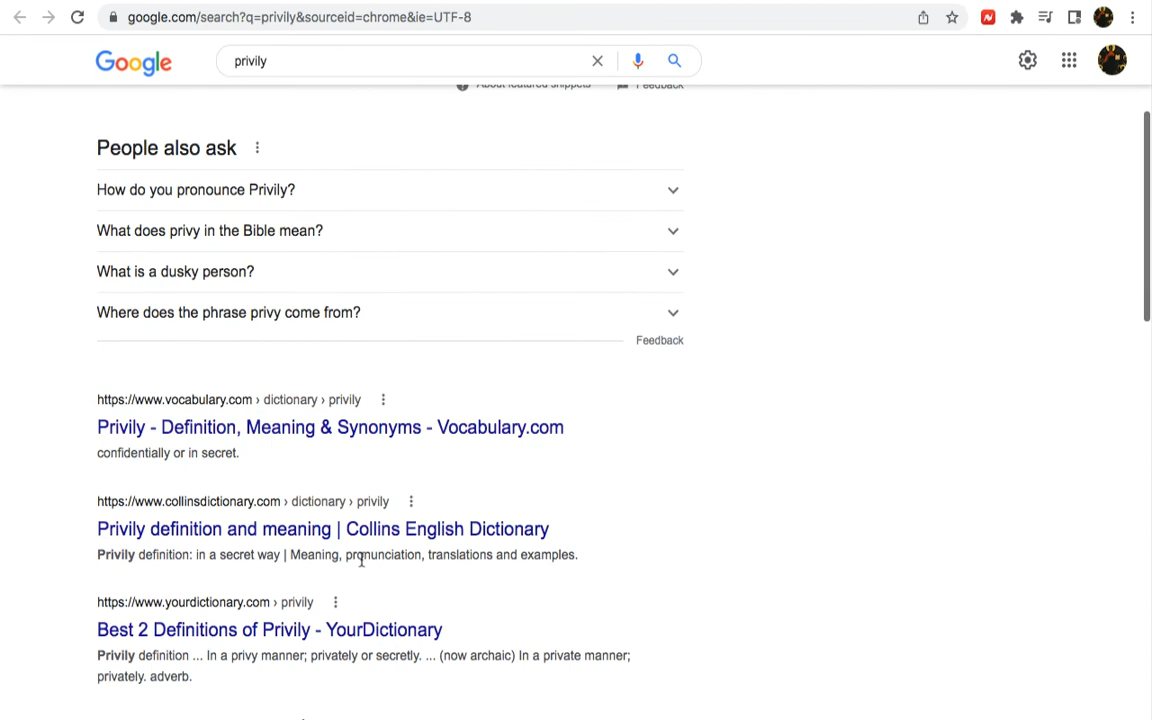 google.com/search?q=privily&sourceid=chrome&ie=UTF-8
Google
privily
About featured snippets Feedback
People also ask
How do you pronounce Privily?
What does privy in the Bible mean?
What is a dusky person?
Where does the phrase privy come from?
Feedback
https://www.vocabulary.com › dictionary › privily
Privily - Definition, Meaning & Synonyms - Vocabulary.com
confidentially or in secret.
https://www.collinsdictionary.com › dictionary › privily
Privily definition and meaning | Collins English Dictionary
Privily definition: in a secret way | Meaning, pronunciation, translations and examples.
https://www.yourdictionary.com › privily
Best 2 Definitions of Privily - YourDictionary
Privily definition ... In a privy manner; privately or secretly. ... (now archaic) In a private manner;
privately. adverb.